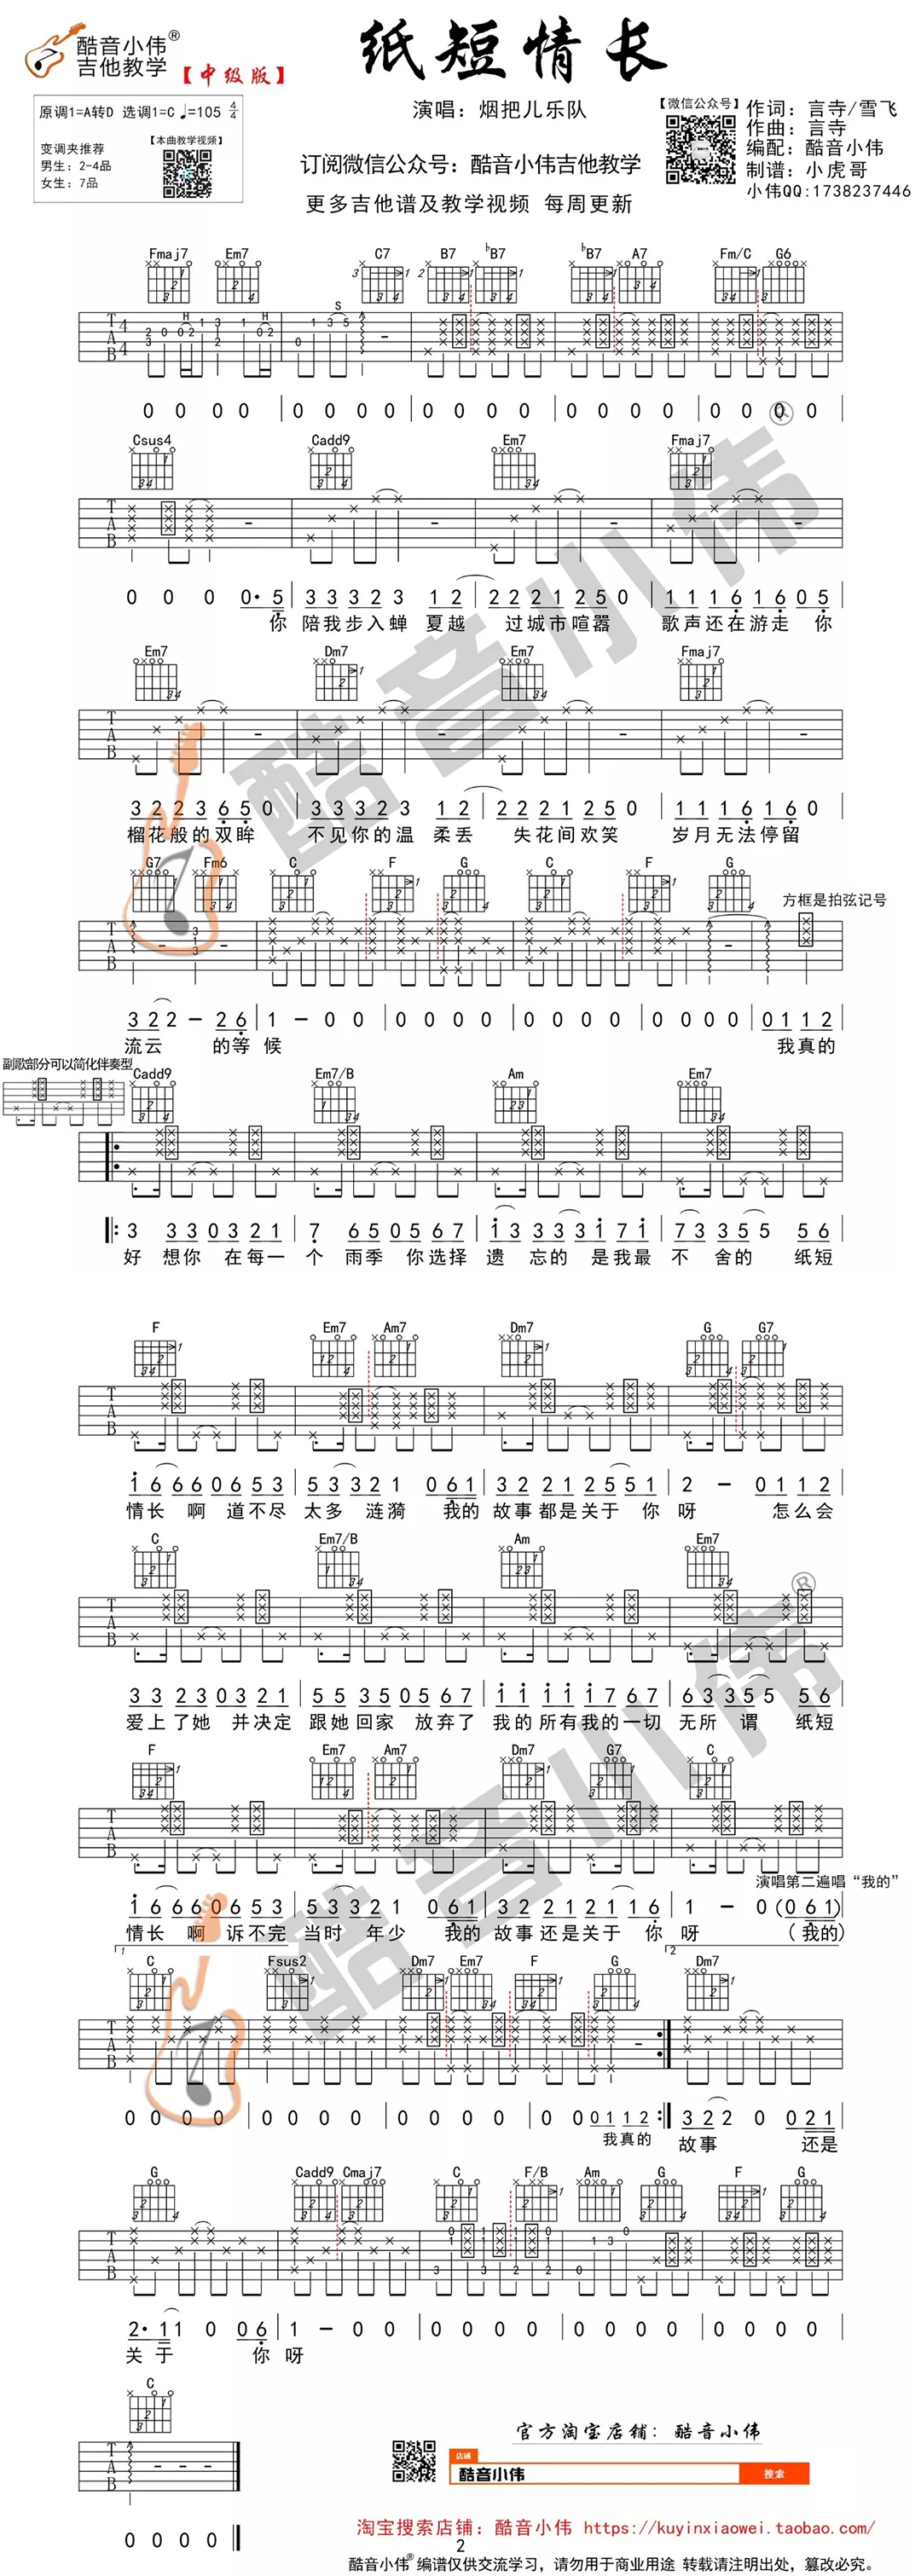 酷音小伟®
吉他教学
【中级版】
纸短情长
演唱：烟把儿乐队
订阅微信公众号：酷音小伟吉他教学
更多吉他谱及教学视频 每周更新
原调1=A转D 选调1=C ♩=105 4/4
变调夹推荐
男生：2-4品
女生：7品
【本曲教学视频】
【微信公众号】
作词：言寺/雪飞
作曲：言寺
编配：酷音小伟
制谱：小虎哥
小伟QQ:1738237446
Fmaj7 Em7 C7 B7 ♭B7 ♭B7 A7 Fm/C G6
0 0 0 0 | 0 0 0 0 | 0 0 0 0 | 0 0 0 0 | 0 0 0 0
Csus4 Cadd9 Em7 Fmaj7
0 0 0 0· 5 | 3 3 3 2 3 1 2 | 2 2 2 1 2 5 0 | 1 1 1 6 1 6 0 5
你 陪我步入蝉 夏越 过城市喧嚣 歌声还在游走 你
Em7 Dm7 Em7 Fmaj7
3 2 2 3 6 5 0 | 3 3 3 2 3 1 2 | 2 2 2 1 2 5 0 | 1 1 1 6 1 6 0
榴花般的双眸 不见你的温 柔丢 失花间欢笑 岁月无法停留
G7 Fm6 C F G C F G
方框是拍弦记号
3 2 2 - 2 6 | 1 - 0 0 | 0 0 0 0 | 0 0 0 0 | 0 0 0 0 | 0 1 1 2
流云 的等 候 我真的
副歌部分可以简化伴奏型
Cadd9 Em7/B Am Em7
3 3 3 0 3 2 1 | 7 6 5 0 5 6 7 | 1 3 3 3 3 1 7 1 | 7 3 3 5 5 5 6
好 想你 在每一 个 雨季 你选择 遗 忘的 是我最 不 舍的 纸短
F Em7 Am7 Dm7 G G7
1 6 6 6 0 6 5 3 | 5 3 3 2 1 0 6 1 | 3 2 2 1 2 5 5 1 | 2 - 0 1 1 2
情长 啊 道不尽 太多 涟漪 我的 故事都是关于 你 呀 怎么会
C Em7/B Am Em7
3 3 2 3 0 3 2 1 | 5 5 3 5 0 5 6 7 | 1 1 1 1 1 7 6 7 | 6 3 3 5 5 5 6
爱上了她 并决定 跟她回家 放弃了 我的所有我的一切 无所 谓 纸短
F Em7 Am7 Dm7 G7 C
演唱第二遍唱“我的”
1 6 6 6 0 6 5 3 | 5 3 3 2 1 0 6 1 | 3 2 2 1 2 1 1 6 | 1 - 0 (0 6 1)
情长 啊 诉不完 当时 年少 我的 故事还是关于 你 呀 （我的）
1 2
C Fsus2 Dm7 Em7 F G Dm7
0 0 0 0 | 0 0 0 0 | 0 0 0 0 | 0 0 0 1 1 2 :| 3 2 2 0 0 2 1
我真的 故事 还是
G Cadd9 Cmaj7 C F/B Am G F G
2· 1 1 0 0 6 | 1 - 0 0 | 0 0 0 0 | 0 0 0 0 | 0 0 0 0
关于 你 呀
C
0 0 0 0
官方淘宝店铺：酷音小伟
店铺
酷音小伟
搜索
淘宝搜索店铺：酷音小伟 https://kuyinxiaowei.taobao.com/
2
酷音小伟® 编谱仅供交流学习，请勿用于商业用途 转载请注明出处，篡改必究。
酷音小伟®
酷音小伟®